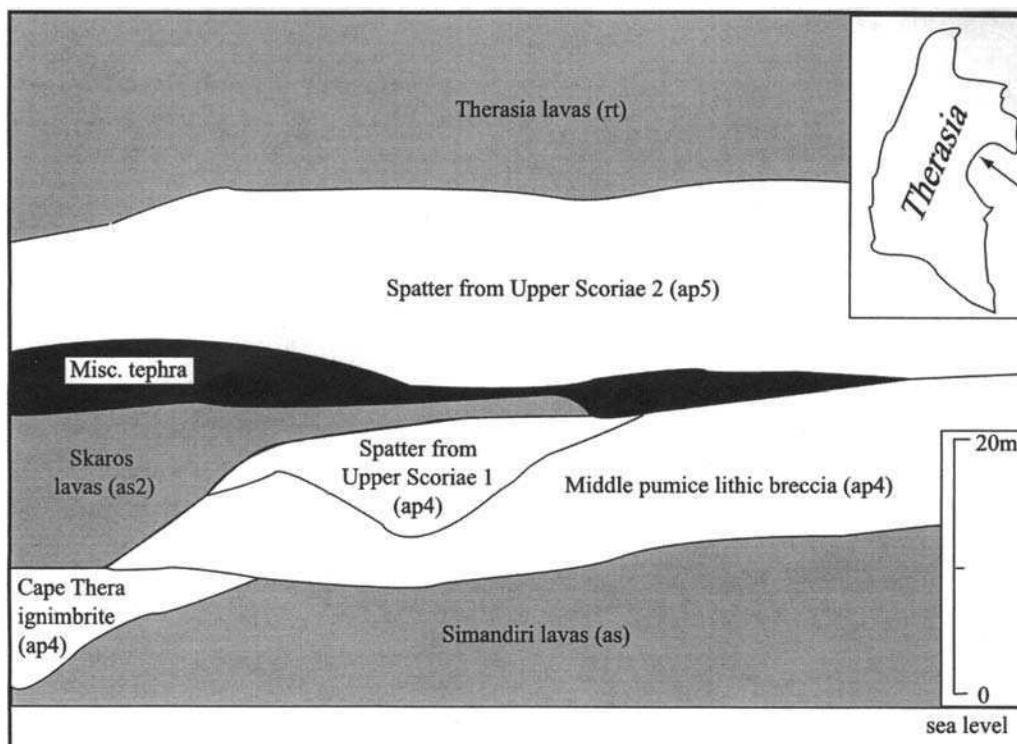 Therasia lavas (rt)
Therasia
Spatter from Upper Scoriae 2 (ap5)
Misc. tephra
Skaros
lavas (as2)
Spatter from
Upper Scoriae 1
(ap4)
Middle pumice lithic breccia (ap4)
20m
Cape Thera
ignimbrite
(ap4)
Simandiri lavas (as)
0
sea level